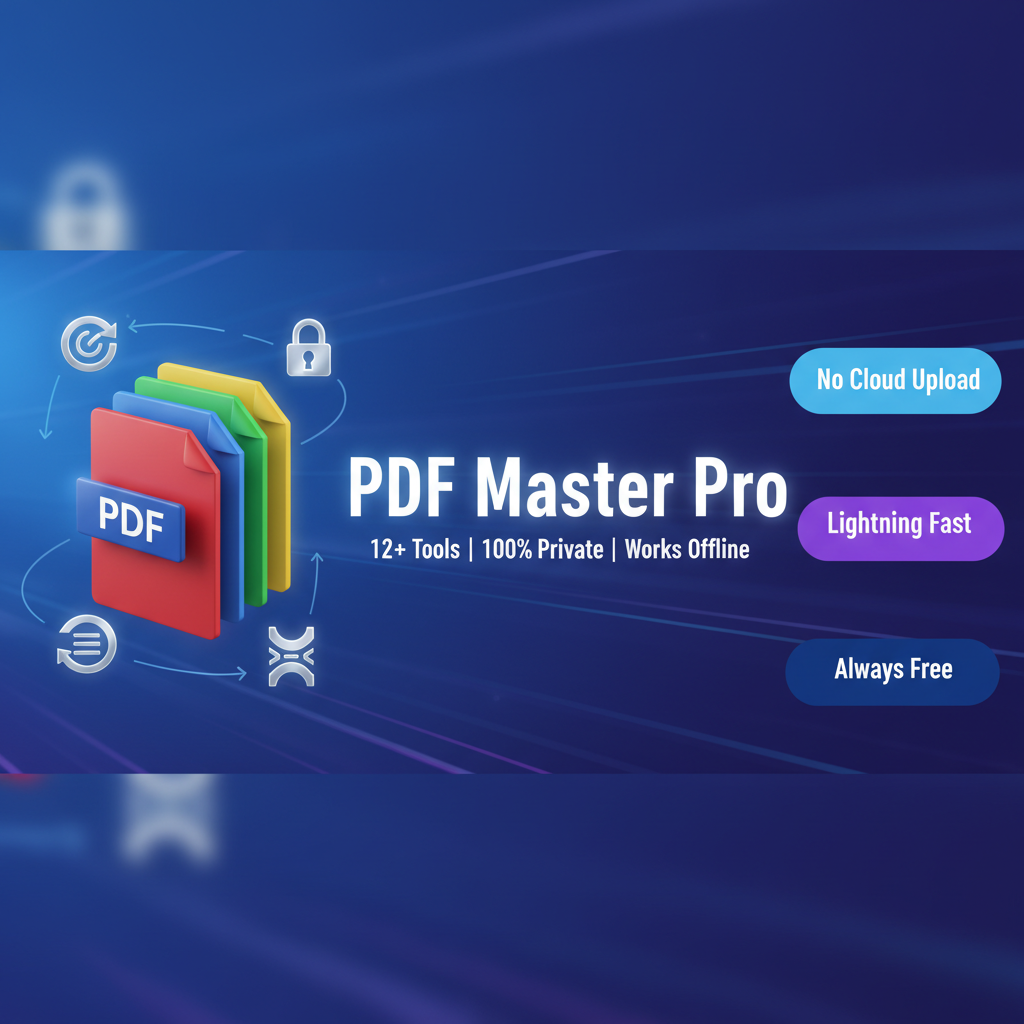 PDF
PDF Master Pro
12+ Tools | 100% Private | Works Offline
No Cloud Upload
Lightning Fast
Always Free